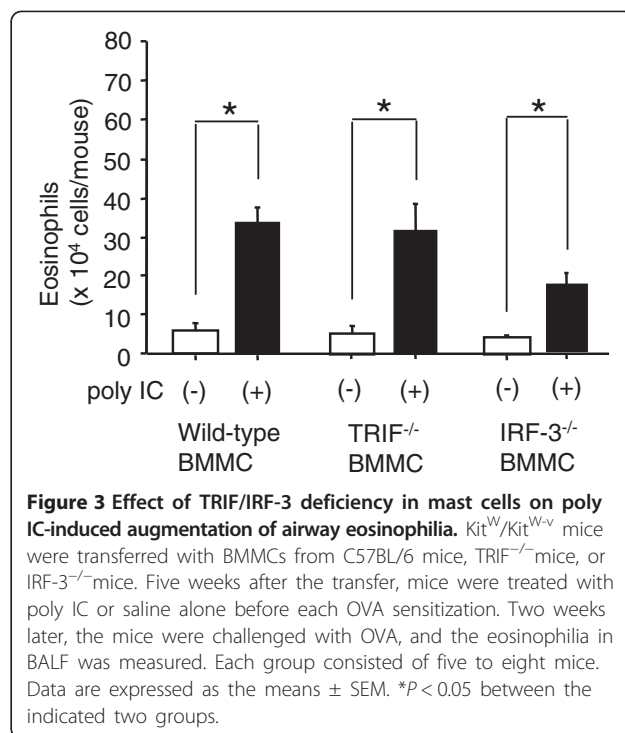 80
70
60
50
40
30
20
10
0
Eosinophils
(x 10⁴ cells/mouse)
* * *
poly IC (-) (+) (-) (+) (-) (+)
Wild-type TRIF-/- IRF-3-/-
BMMC BMMC BMMC
Figure 3 Effect of TRIF/IRF-3 deficiency in mast cells on poly
IC-induced augmentation of airway eosinophilia. Kitᵂ/Kitᵂ⁻ᵛ mice
were transferred with BMMCs from C57BL/6 mice, TRIF−/−mice, or
IRF-3−/−mice. Five weeks after the transfer, mice were treated with
poly IC or saline alone before each OVA sensitization. Two weeks
later, the mice were challenged with OVA, and the eosinophilia in
BALF was measured. Each group consisted of five to eight mice.
Data are expressed as the means ± SEM. *P < 0.05 between the
indicated two groups.